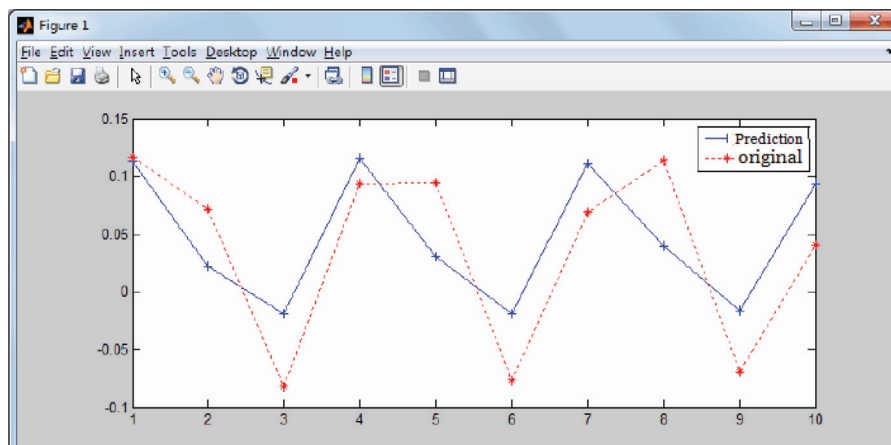 Figure 1
File Edit View Insert Tools Desktop Window Help
0.15
0.1
0.05
0
-0.05
-0.1
1 2 3 4 5 6 7 8 9 10
Prediction
original